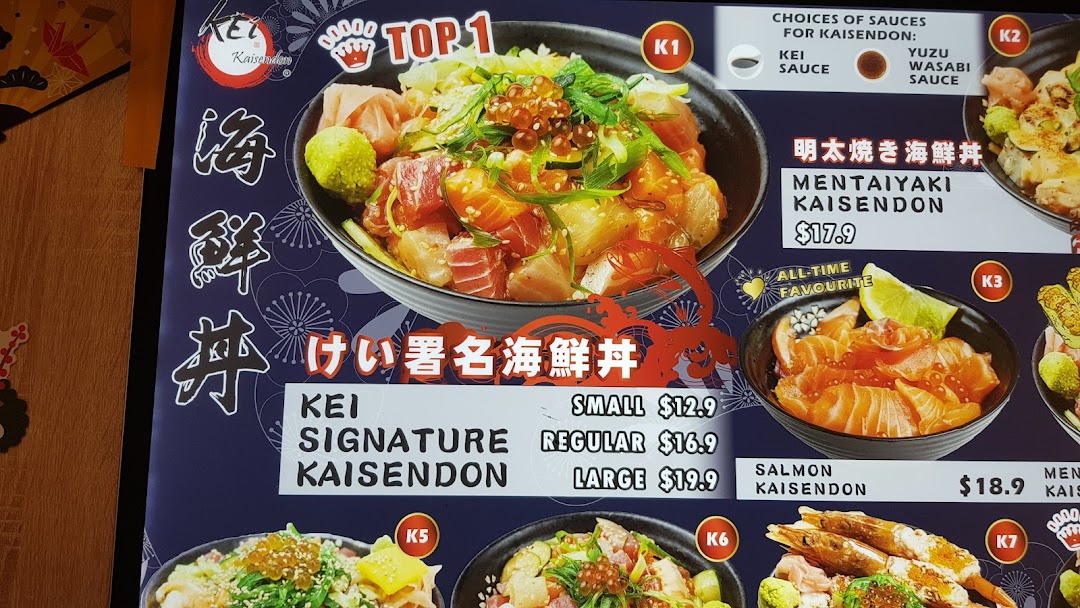 KEI
Kaisendon
®
海鮮丼
TOP 1
K1
CHOICES OF SAUCES
FOR KAISENDON:
KEI
SAUCE
YUZU
WASABI
SAUCE
K2
明太焼き海鮮丼
MENTAIYAKI
KAISENDON
$17.9
ALL-TIME
FAVOURITE
K3
けい署名海鮮丼
KEI
SIGNATURE
KAISENDON
SMALL $12.9
REGULAR $16.9
LARGE $19.9
SALMON
KAISENDON
$18.9
MEN
KAIS
K5
K6
K7